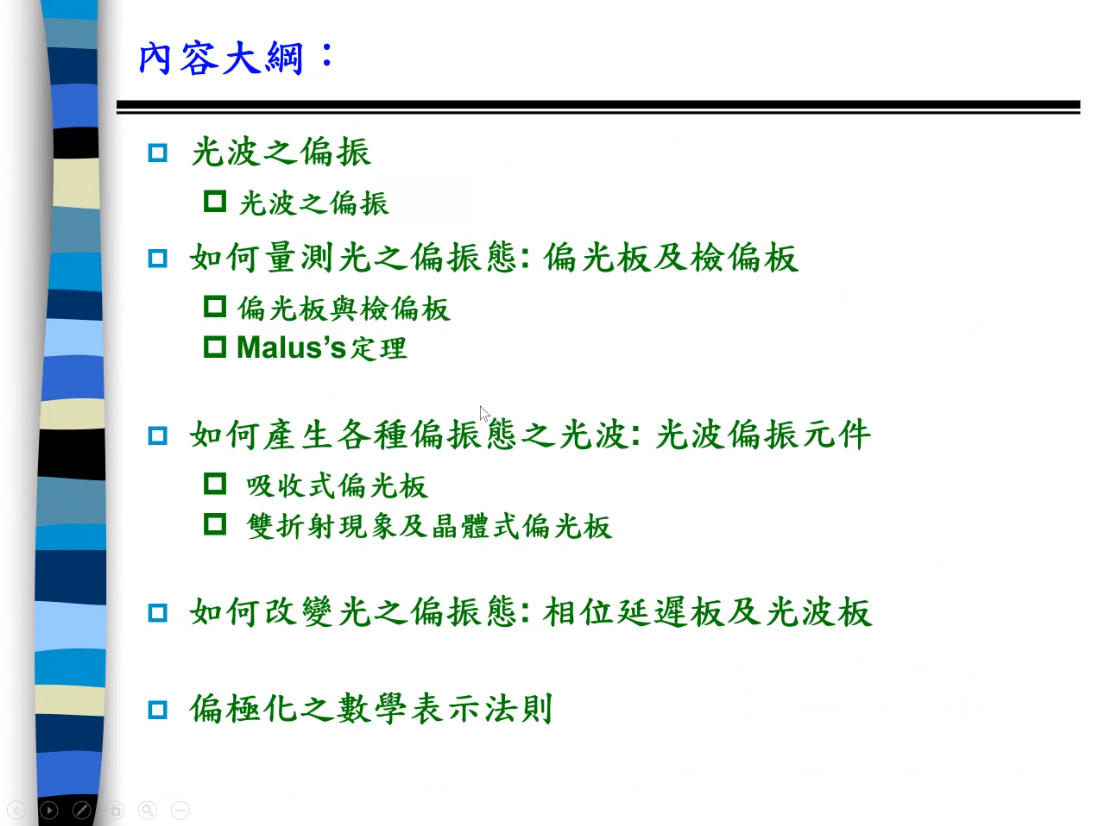 內容大綱：
光波之偏振
光波之偏振
如何量測光之偏振態: 偏光板及檢偏板
偏光板與檢偏板
Malus’s定理
如何產生各種偏振態之光波: 光波偏振元件
吸收式偏光板
雙折射現象及晶體式偏光板
如何改變光之偏振態: 相位延遲板及光波板
偏極化之數學表示法則